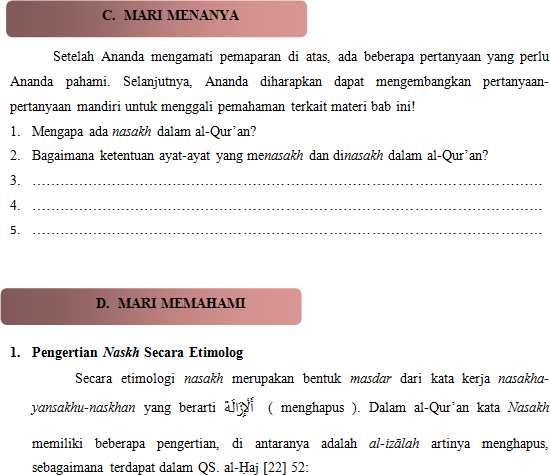 C. MARI MENANYA
Setelah Ananda mengamati pemaparan di atas, ada beberapa pertanyaan yang perlu
Ananda pahami. Selanjutnya, Ananda diharapkan dapat mengembangkan pertanyaan-
pertanyaan mandiri untuk menggali pemahaman terkait materi bab ini!
1. Mengapa ada nasakh dalam al-Qur’an?
2. Bagaimana ketentuan ayat-ayat yang menasakh dan dinasakh dalam al-Qur’an?
3. ……………………………………………………………………………………
4. ……………………………………………………………………………………
5. ……………………………………………………………………………………
D. MARI MEMAHAMI
1. Pengertian Naskh Secara Etimolog
Secara etimologi nasakh merupakan bentuk masdar dari kata kerja nasakha-
yansakhu-naskhan yang berarti أَلْإِزَالَة ( menghapus ). Dalam al-Qur’an kata Nasakh
memiliki beberapa pengertian, di antaranya adalah al-izālah artinya menghapus,
sebagaimana terdapat dalam QS. al-Ḥaj [22] 52: